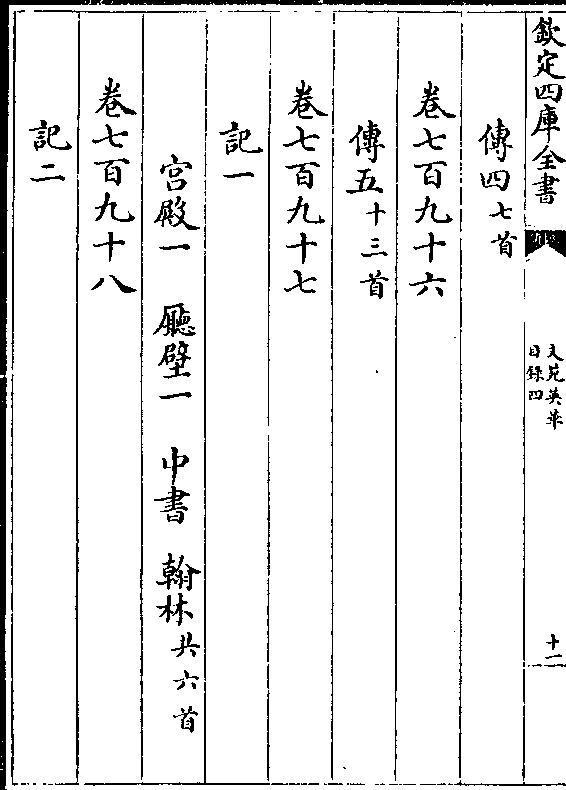 欽定四庫全書
文苑英華
目録四
十一
傳四七首
卷七百九十六
傳五十三首
卷七百九十七
記一
宫殿一 廳壁一 中書 翰林共六首
卷七百九十八
記二